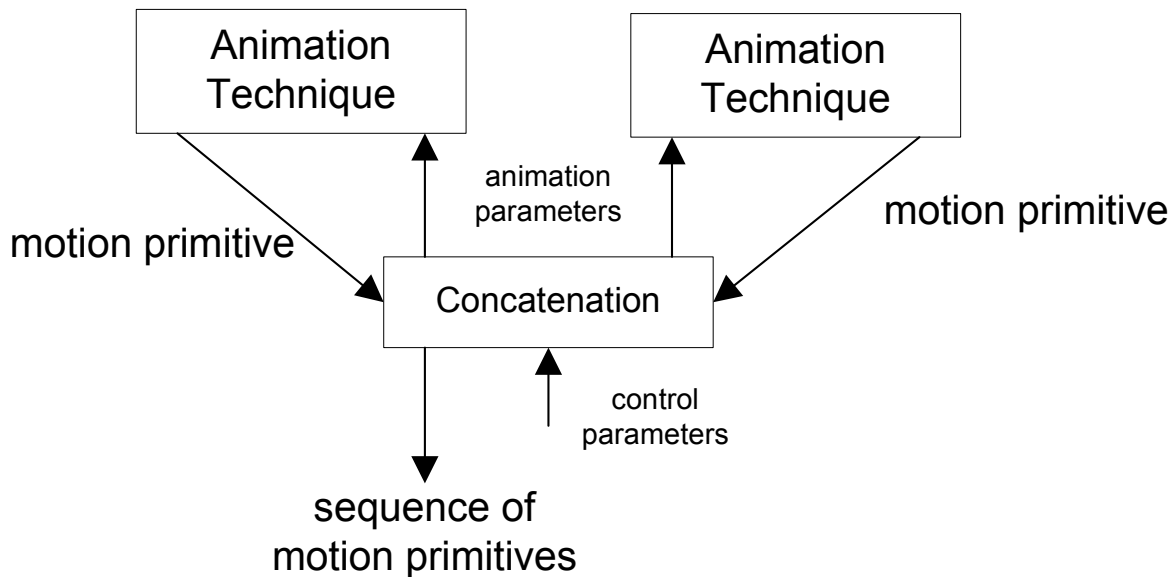 Animation
Technique
Animation
Technique
animation
parameters
motion primitive
motion primitive
Concatenation
control
parameters
sequence of
motion primitives